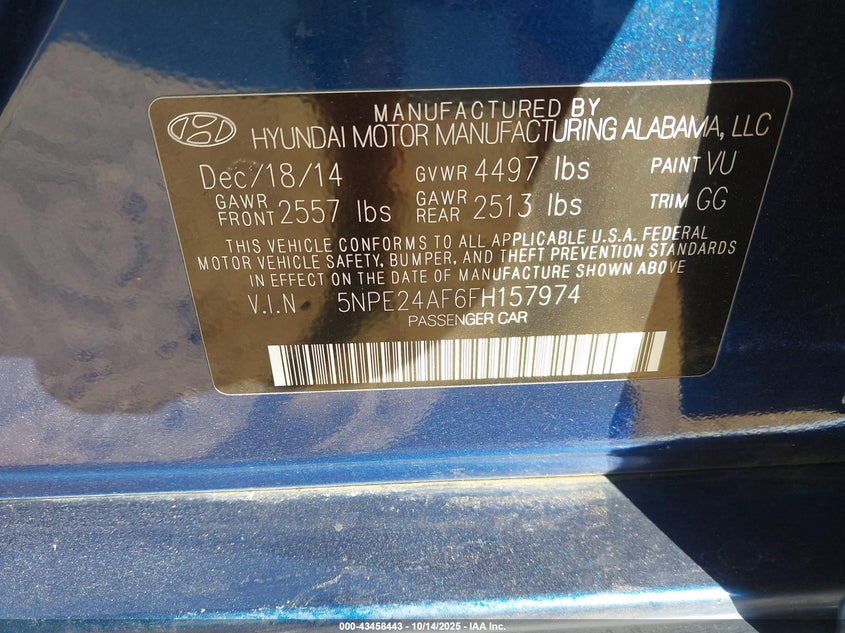 MANUFACTURED BY
HYUNDAI MOTOR MANUFACTURING ALABAMA, LLC
Dec/18/14 GVWR 4497 lbs PAINT VU
GAWR FRONT 2557 lbs GAWR REAR 2513 lbs TRIM GG
THIS VEHICLE CONFORMS TO ALL APPLICABLE U.S.A. FEDERAL
MOTOR VEHICLE SAFETY, BUMPER, AND THEFT PREVENTION STANDARDS
IN EFFECT ON THE DATE OF MANUFACTURE SHOWN ABOVE
V.I.N 5NPE24AF6FH157974
PASSENGER CAR
000-43458443 - 10/14/2025 - IAA Inc.